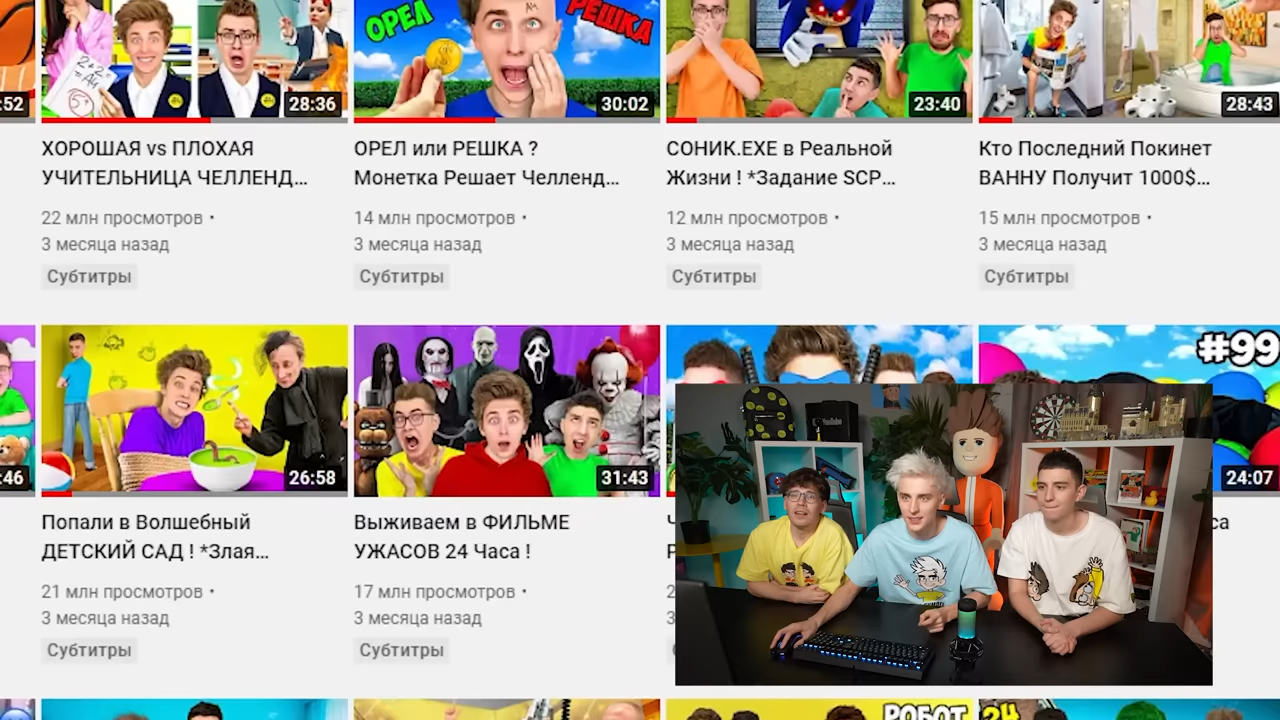 ОРЕЛ
РЕШКА
:52
28:36
30:02
23:40
28:43
ХОРОШАЯ vs ПЛОХАЯ
УЧИТЕЛЬНИЦА ЧЕЛЛЕНД...
22 млн просмотров •
3 месяца назад
Субтитры
ОРЕЛ или РЕШКА ?
Монетка Решает Челленд...
14 млн просмотров •
3 месяца назад
Субтитры
СОНИК.EXE в Реальной
Жизни ! *Задание SCP...
12 млн просмотров •
3 месяца назад
Субтитры
Кто Последний Покинет
ВАННУ Получит 1000$...
15 млн просмотров •
3 месяца назад
Субтитры
#99
:46
26:58
31:43
24:07
Попали в Волшебный
ДЕТСКИЙ САД ! *Злая...
21 млн просмотров •
3 месяца назад
Субтитры
Выживаем в ФИЛЬМЕ
УЖАСОВ 24 Часа !
17 млн просмотров •
3 месяца назад
Субтитры
YouTube
РОБОТ
24